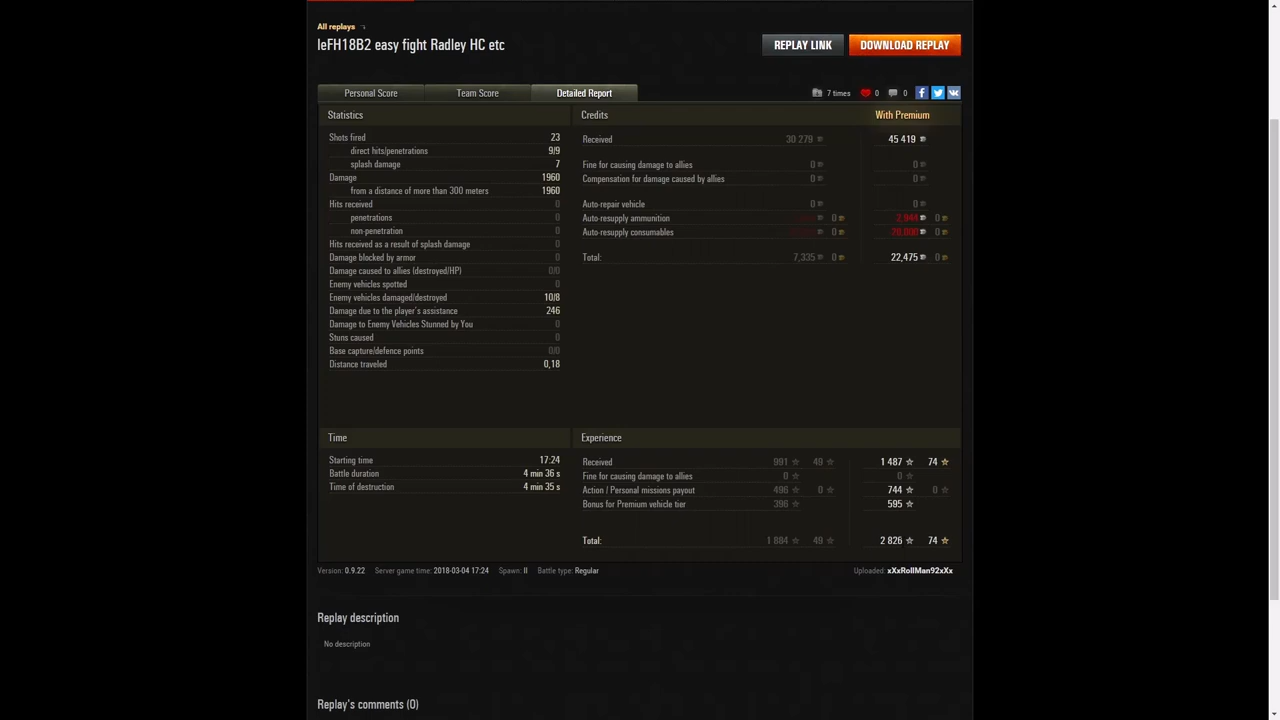 All replays
leFH18B2 easy fight Radley HC etc
REPLAY LINK
DOWNLOAD REPLAY
Personal Score Team Score Detailed Report 7 times 0 0
Statistics
Shots fired 23
direct hits/penetrations 9/9
splash damage 7
Damage 1960
from a distance of more than 300 meters 1960
Hits received 0
penetrations 0
non-penetration 0
Hits received as a result of splash damage 0
Damage blocked by armor 0
Damage caused to allies (destroyed/HP) 0/0
Enemy vehicles spotted 0
Enemy vehicles damaged/destroyed 10/8
Damage due to the player's assistance 246
Damage to Enemy Vehicles Stunned by You 0
Stuns caused 0
Base capture/defence points 0/0
Distance traveled 0,18
Credits With Premium
Received 30 279 45 419
Fine for causing damage to allies 0 0
Compensation for damage caused by allies 0 0
Auto-repair vehicle 0 0
Auto-resupply ammunition 0 2,944 0
Auto-resupply consumables 0 20,000 0
Total: 7,335 0 22,475 0
Time
Starting time 17:24
Battle duration 4 min 36 s
Time of destruction 4 min 35 s
Experience
Received 991 49 1 487 74
Fine for causing damage to allies 0 0
Action / Personal missions payout 496 0 744 0
Bonus for Premium vehicle tier 396 595
Total: 1 884 49 2 826 74
Version: 0.9.22 Server game time: 2018-03-04 17:24 Spawn: II Battle type: Regular Uploaded: xXxRollMan92xXx
Replay description
No description
Replay's comments (0)